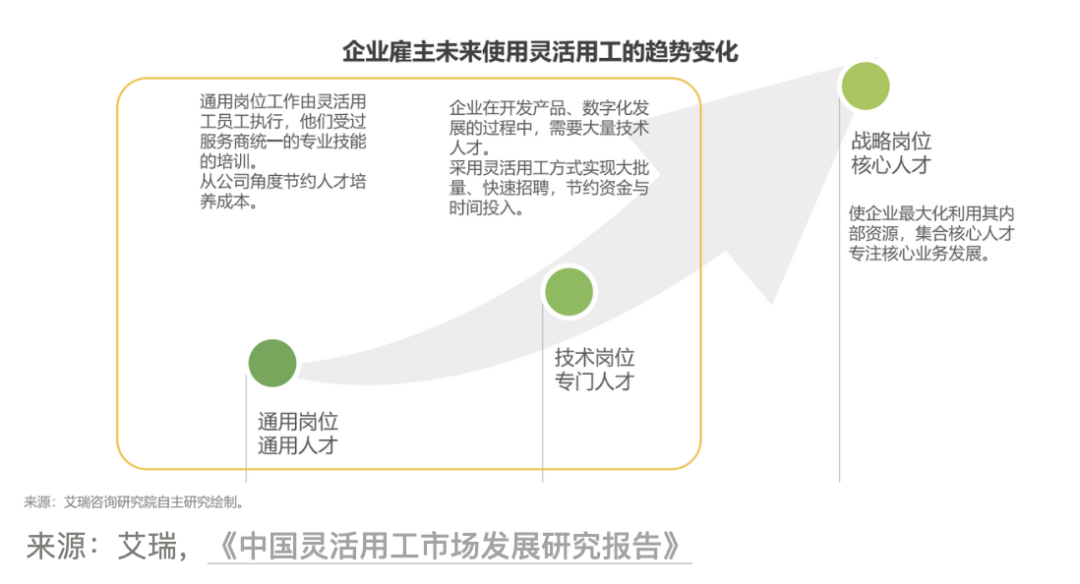 企业雇主未来使用灵活用工的趋势变化
通用岗位工作由灵活用
工员工执行，他们受过
服务商统一的专业技能
的培训。
从公司角度节约人才培
养成本。
企业在开发产品、数字化发
展的过程中，需要大量技术
人才。
采用灵活用工方式实现大批
量、快速招聘，节约资金与
时间投入。
战略岗位
核心人才
使企业最大化利用其内
部资源，集合核心人才
专注核心业务发展。
技术岗位
专门人才
通用岗位
通用人才
来源：艾瑞咨询研究院自主研究绘制。
来源：艾瑞，《中国灵活用工市场发展研究报告》